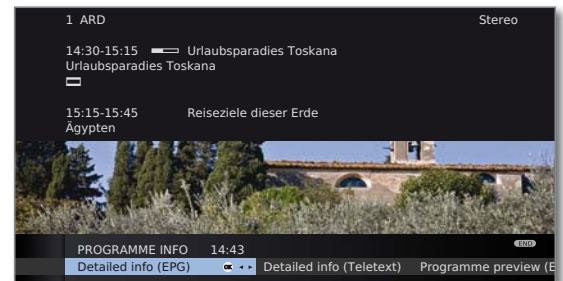 1 ARD Stereo
14:30-15:15 Urlaubsparadies Toskana
Urlaubsparadies Toskana
15:15-15:45 Reiseziele dieser Erde
Ägypten
END
PROGRAMME INFO 14:43
Detailed info (EPG) OK Detailed info (Teletext) Programme preview (E